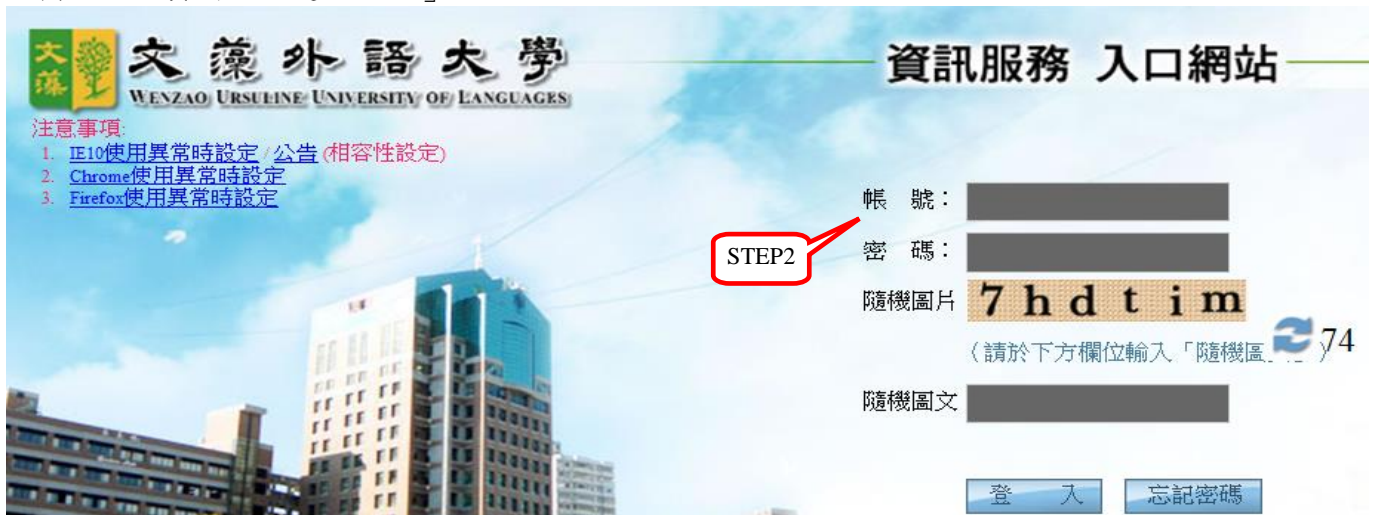 文藻
文藻外語大學
WENZAO URSULINE UNIVERSITY OF LANGUAGES
資訊服務 入口網站
注意事項:
1. IE10使用異常時設定 / 公告 (相容性設定)
2. Chrome使用異常時設定
3. Firefox使用異常時設定
帳 號：
STEP2
密 碼：
隨機圖片 7 h d t i m
74
（請於下方欄位輸入「隨機圖
隨機圖文
登 入 忘記密碼